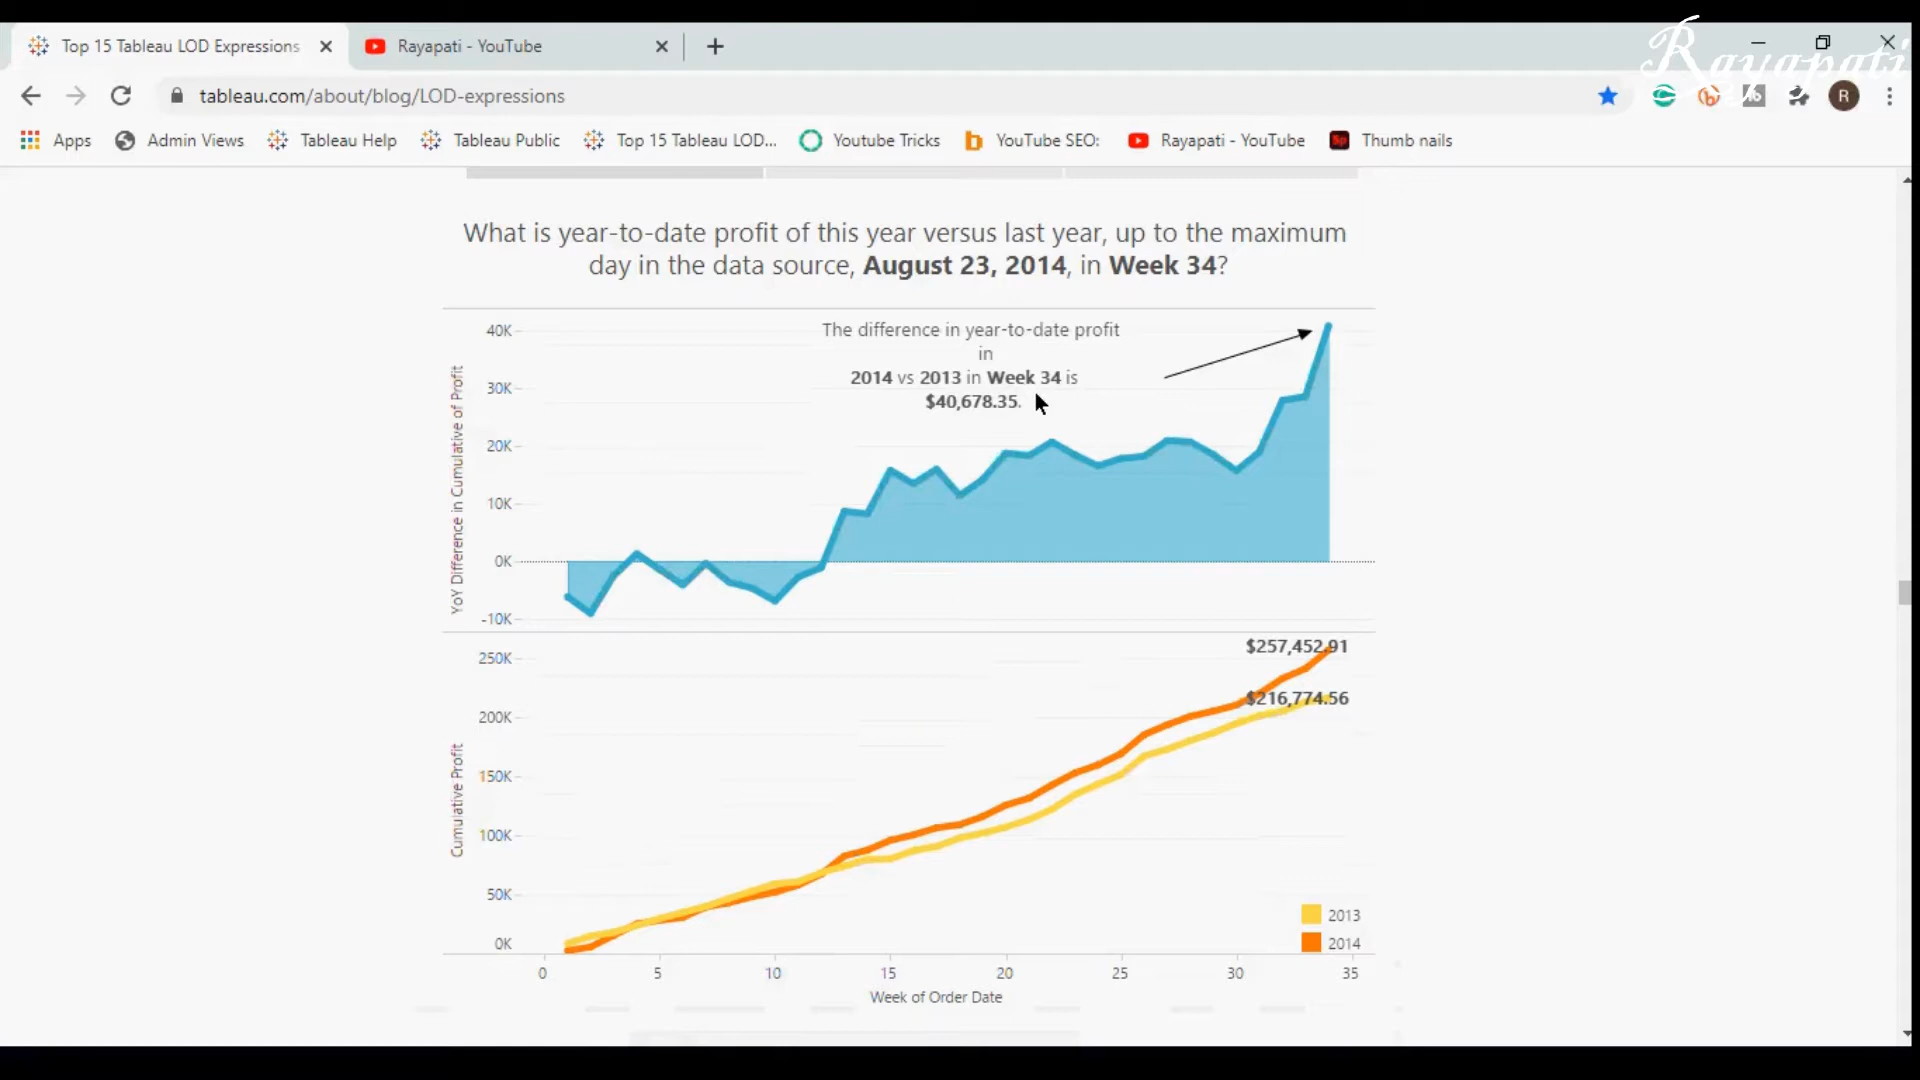 Top 15 Tableau LOD Expressions
Rayapati - YouTube
Rayapati
tableau.com/about/blog/LOD-expressions
R
Apps
Admin Views
Tableau Help
Tableau Public
Top 15 Tableau LOD...
Youtube Tricks
YouTube SEO:
Rayapati - YouTube
Sp
Thumb nails
What is year-to-date profit of this year versus last year, up to the maximum
day in the data source, August 23, 2014, in Week 34?
The difference in year-to-date profit
in
2014 vs 2013 in Week 34 is
$40,678.35.
YoY Difference in Cumulative of Profit
40K
30K
20K
10K
0K
-10K
$257,452.91
$216,774.56
Cumulative Profit
250K
200K
150K
100K
50K
0K
2013
2014
0 5 10 15 20 25 30 35
Week of Order Date